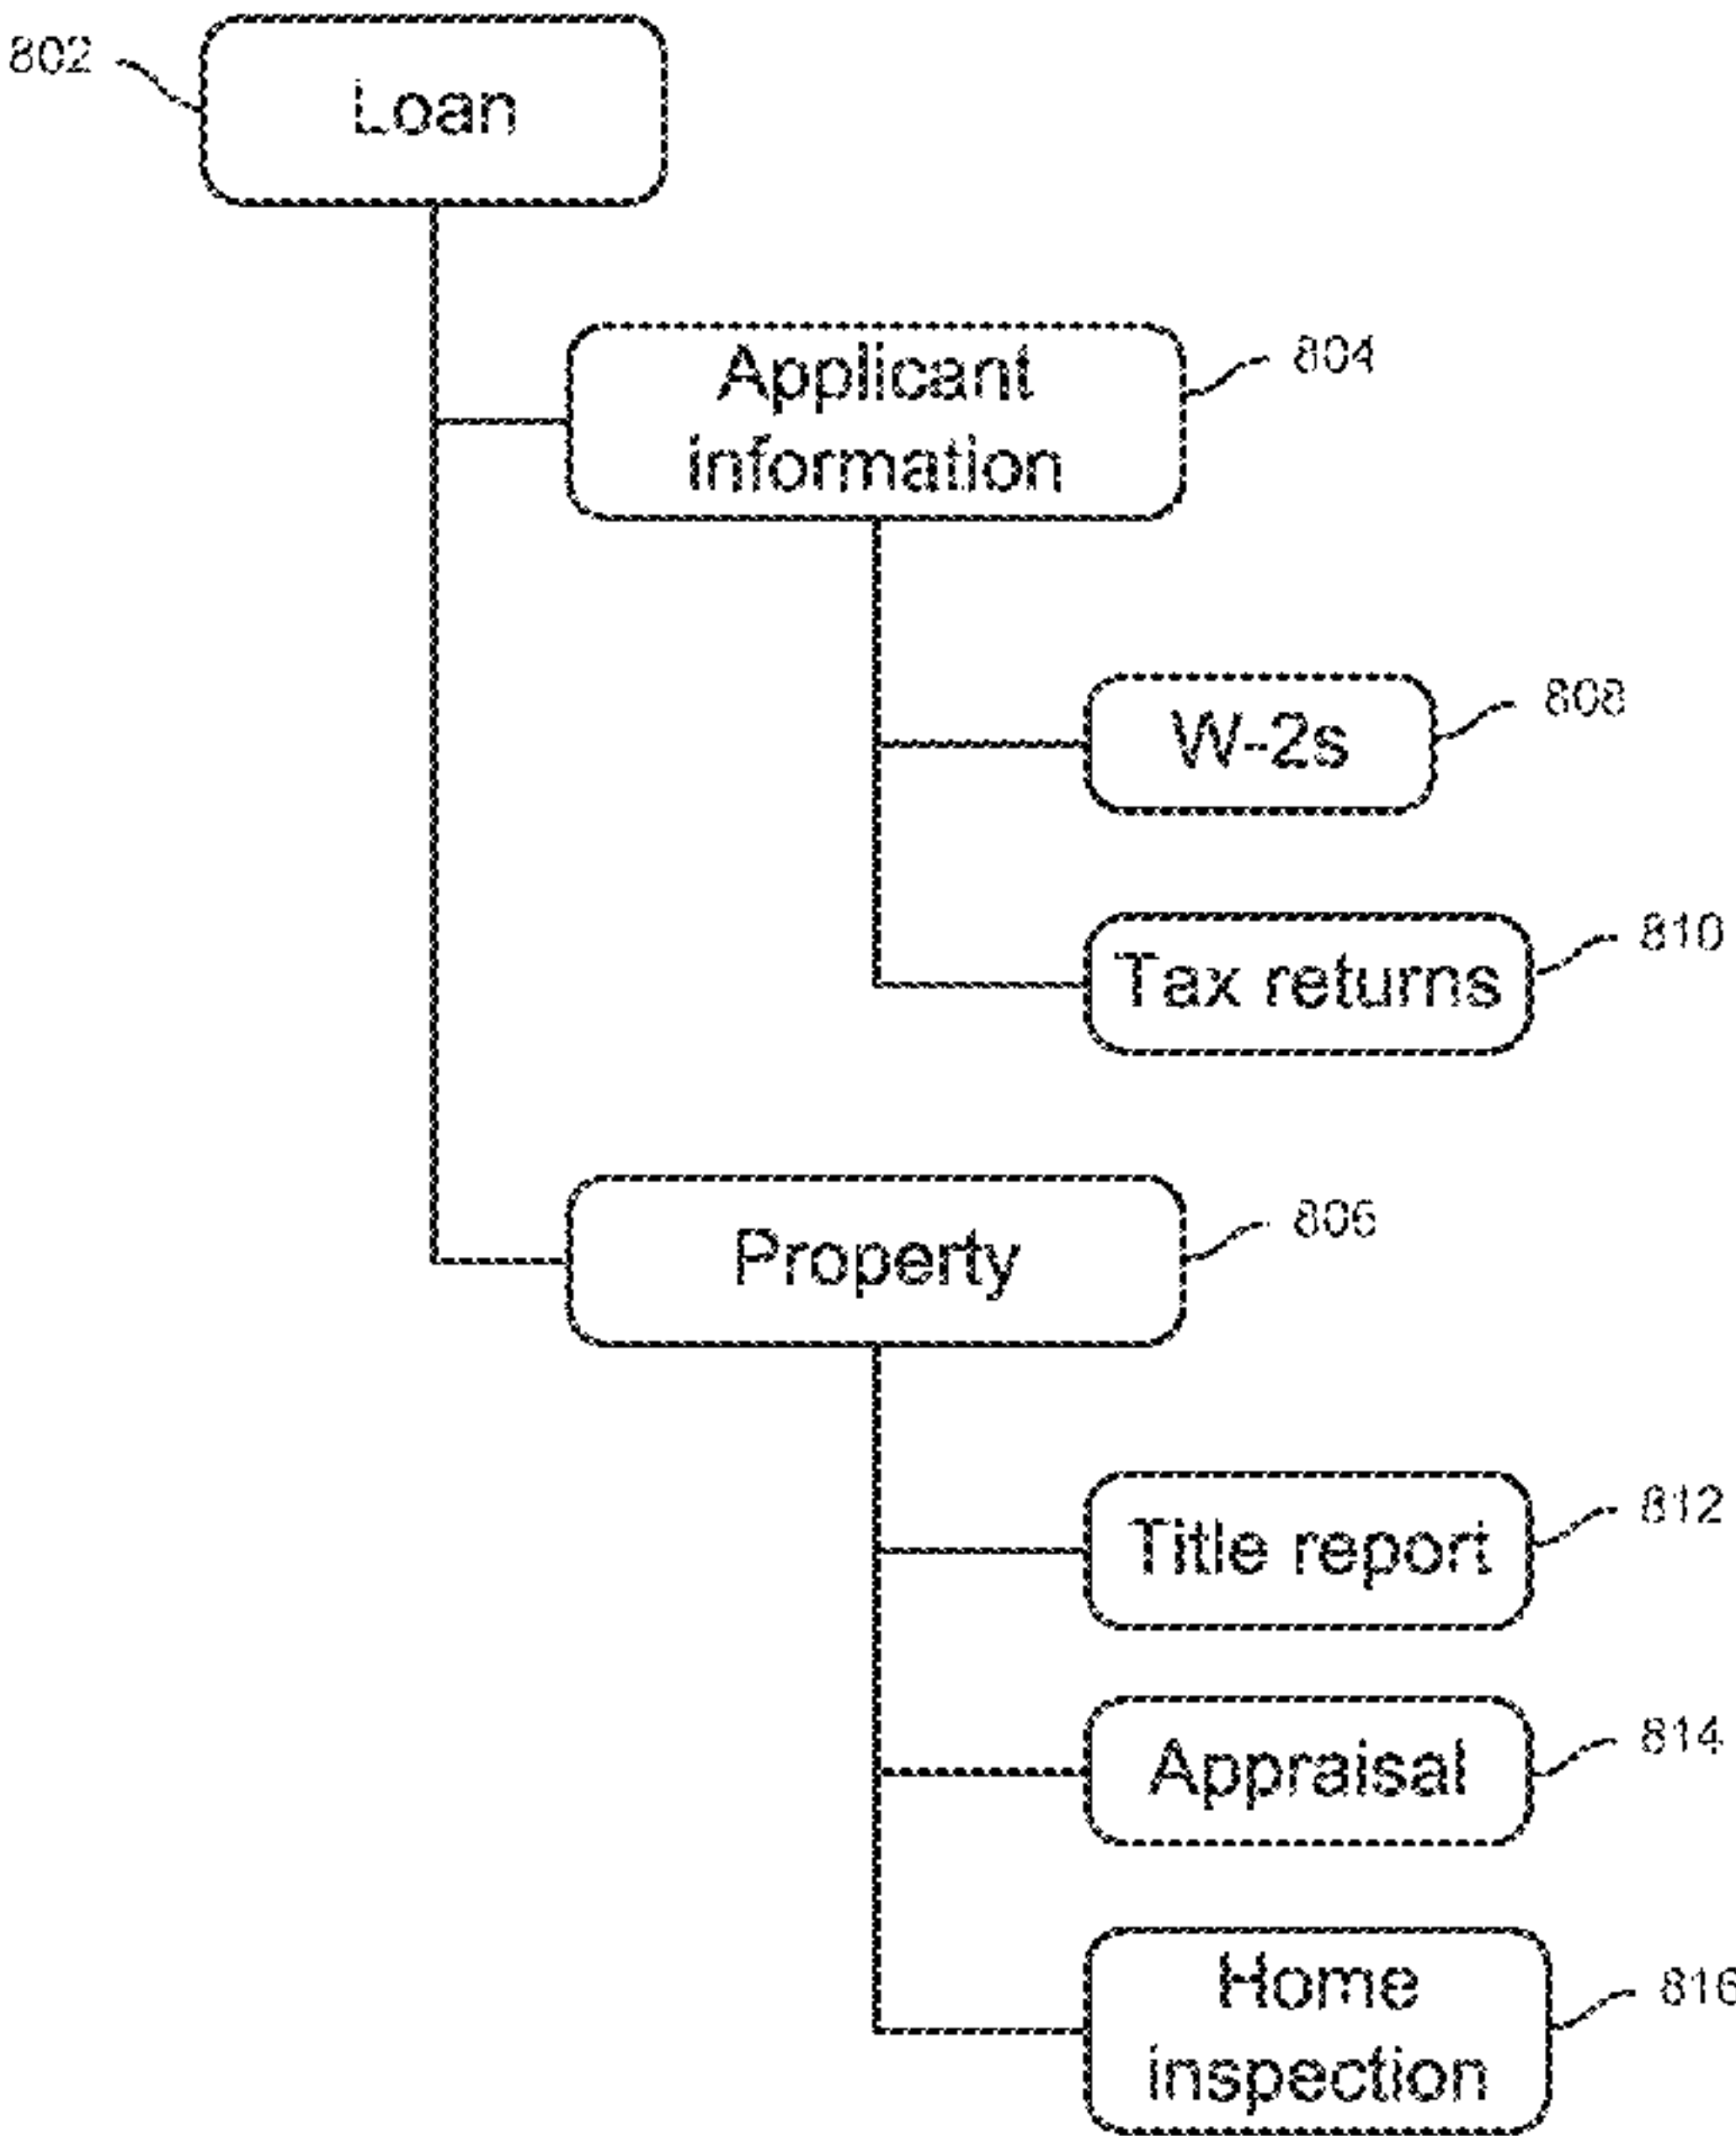 802
Loan
Applicant
information
804
W-2s
808
Tax returns
810
Property
806
Title report
812
Appraisal
814
Home
inspection
816